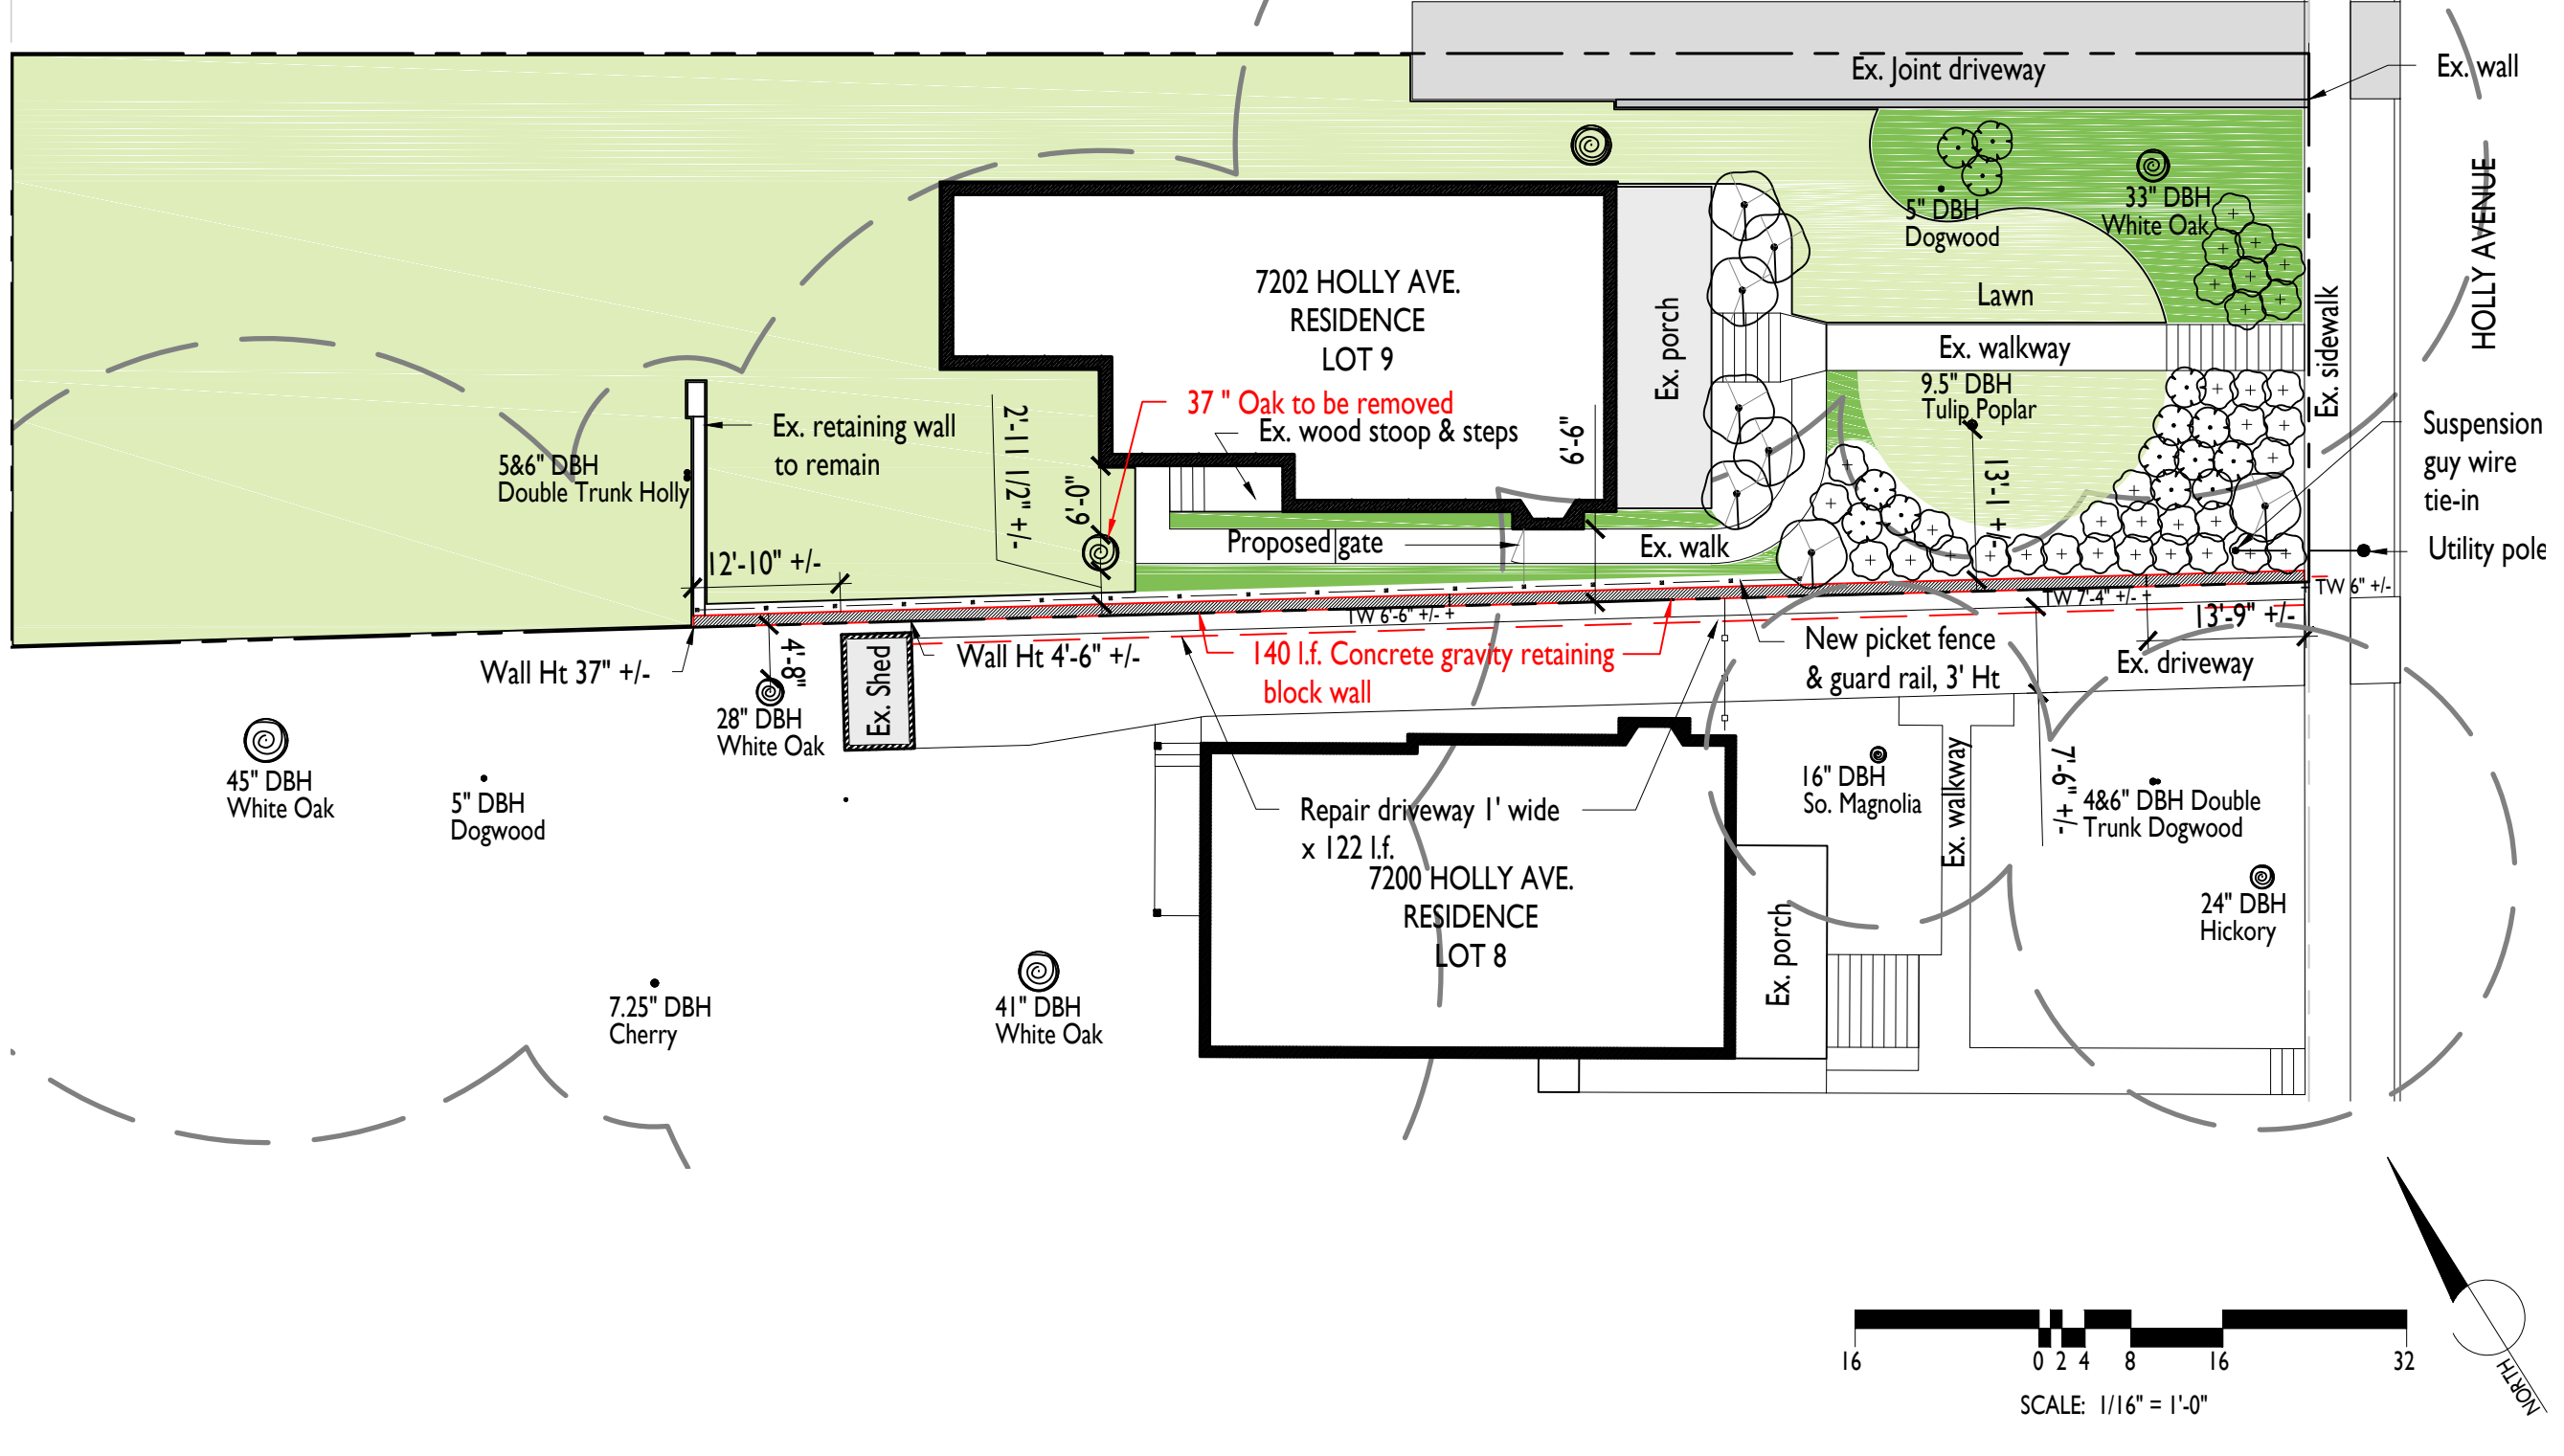 Ex. Joint driveway
Ex. wall
HOLLY AVENUE
5" DBH
Dogwood
33" DBH
White Oak
7202 HOLLY AVE.
RESIDENCE
LOT 9
Ex. porch
Lawn
Ex. walkway
Ex. sidewalk
37 " Oak to be removed
Ex. wood stoop & steps
9.5" DBH
Tulip Poplar
Ex. retaining wall
to remain
2'-11 1/2" +/-
6'-0"
6'-6"
13'-1 +-
Suspension
guy wire
tie-in
5&6" DBH
Double Trunk Holly
Proposed gate
Ex. walk
Utility pole
12'-10" +/-
TW 6" +/-
TW 6'-6" +/- +
TW 7'-4" +/- +
13'-9" +/-
Wall Ht 37" +/-
4'-8"
Ex. Shed
Wall Ht 4'-6" +/-
140 l.f. Concrete gravity retaining
block wall
New picket fence
& guard rail, 3' Ht
Ex. driveway
28" DBH
White Oak
45" DBH
White Oak
5" DBH
Dogwood
Repair driveway 1' wide
x 122 l.f.
16" DBH
So. Magnolia
Ex. walkway
7'-6" +/-
4&6" DBH Double
Trunk Dogwood
7200 HOLLY AVE.
RESIDENCE
LOT 8
Ex. porch
24" DBH
Hickory
7.25" DBH
Cherry
41" DBH
White Oak
16 0 2 4 8 16 32
SCALE: 1/16" = 1'-0"
NORTH